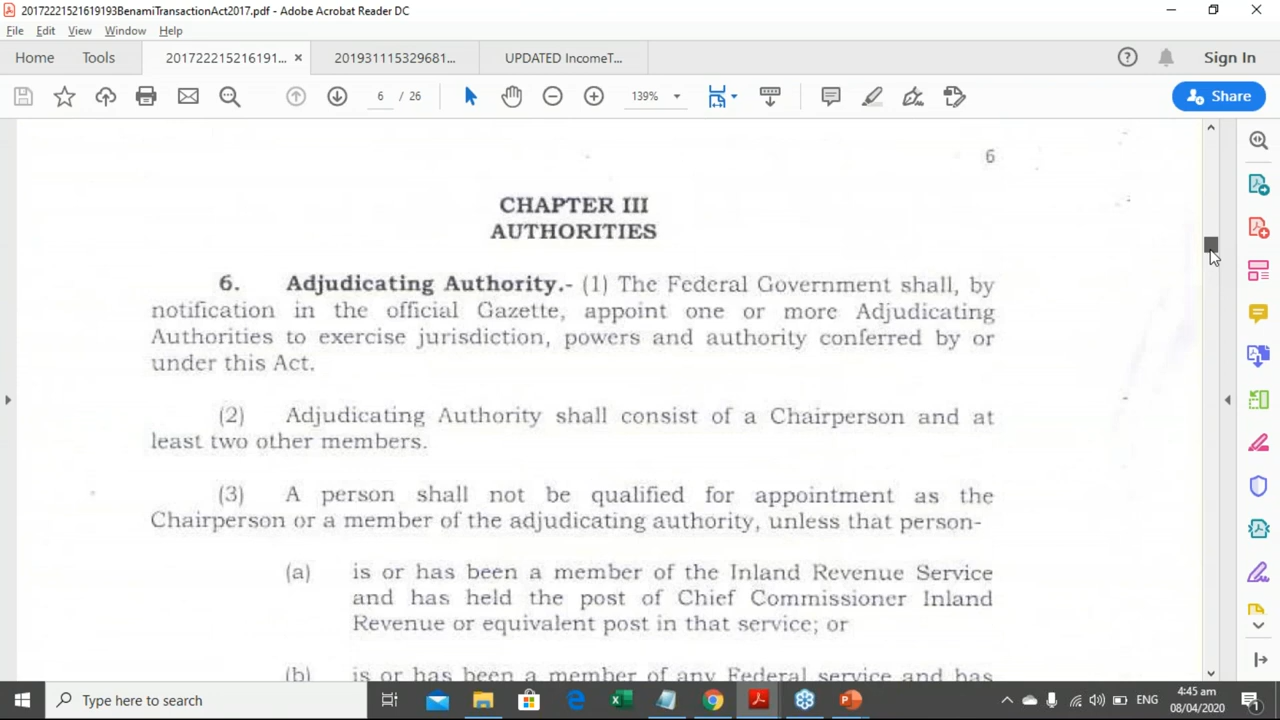 20172221521619193BenamiTransactionAct2017.pdf - Adobe Acrobat Reader DC
File Edit View Window Help
Home Tools 201722215216191... × 201931115329681... UPDATED IncomeT... Sign In
6 / 26 139% Share
6
CHAPTER III
AUTHORITIES
6. Adjudicating Authority.- (1) The Federal Government shall, by
notification in the official Gazette, appoint one or more Adjudicating
Authorities to exercise jurisdiction, powers and authority conferred by or
under this Act.
(2) Adjudicating Authority shall consist of a Chairperson and at
least two other members.
(3) A person shall not be qualified for appointment as the
Chairperson or a member of the adjudicating authority, unless that person-
(a) is or has been a member of the Inland Revenue Service
and has held the post of Chief Commissioner Inland
Revenue or equivalent post in that service; or
(b) is or has been a member of any Federal service and has
Type here to search
ENG
4:45 am
08/04/2020
1